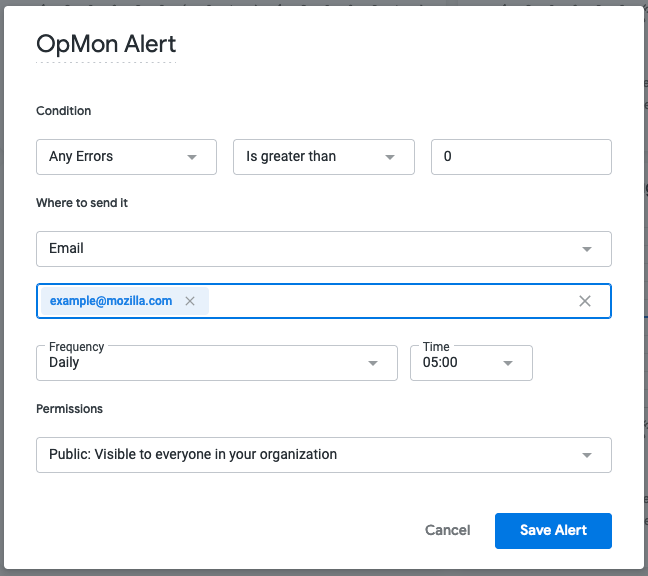 OpMon Alert
Condition
Any Errors Is greater than 0
Where to send it
Email
example@mozilla.com
Frequency Time
Daily 05:00
Permissions
Public: Visible to everyone in your organization
Cancel Save Alert